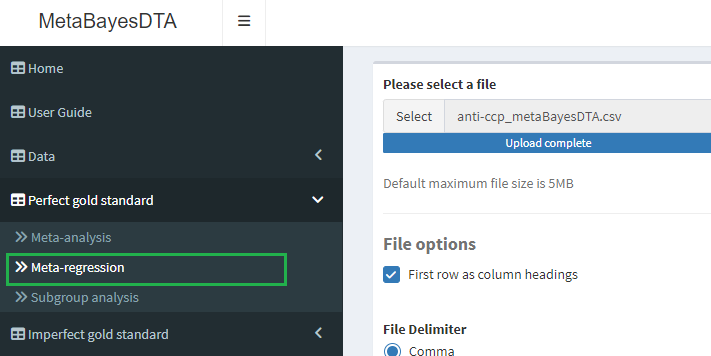 MetaBayesDTA
Home
User Guide
Data
Perfect gold standard
Meta-analysis
Meta-regression
Subgroup analysis
Imperfect gold standard
Please select a file
Select anti-ccp_metaBayesDTA.csv
Upload complete
Default maximum file size is 5MB
File options
First row as column headings
File Delimiter
Comma